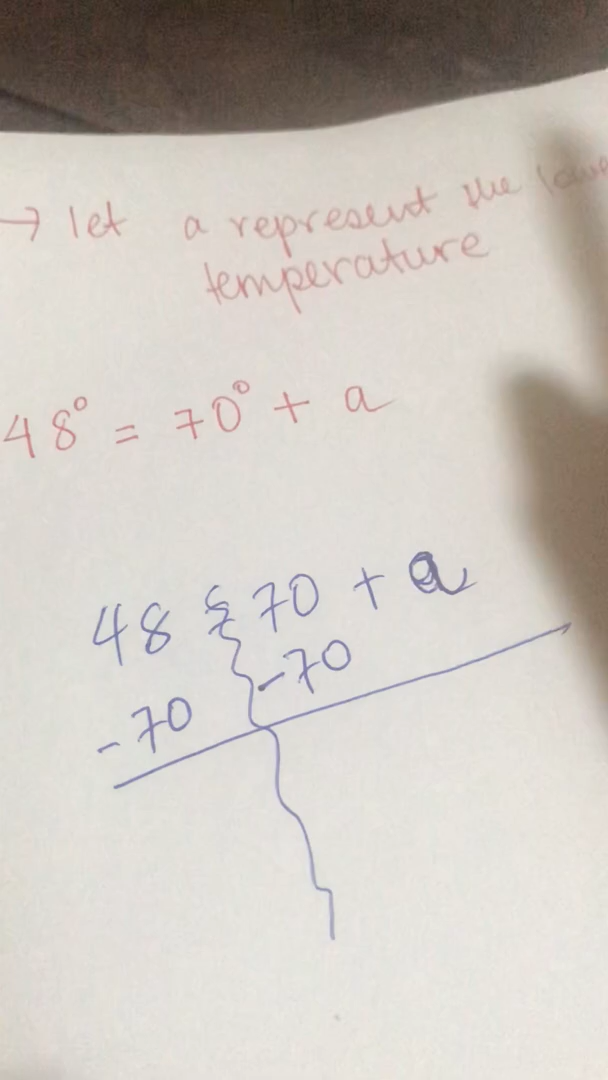 → let a represent the
temperature
48° = 70° + a
48 = 70 + a
-70 -70